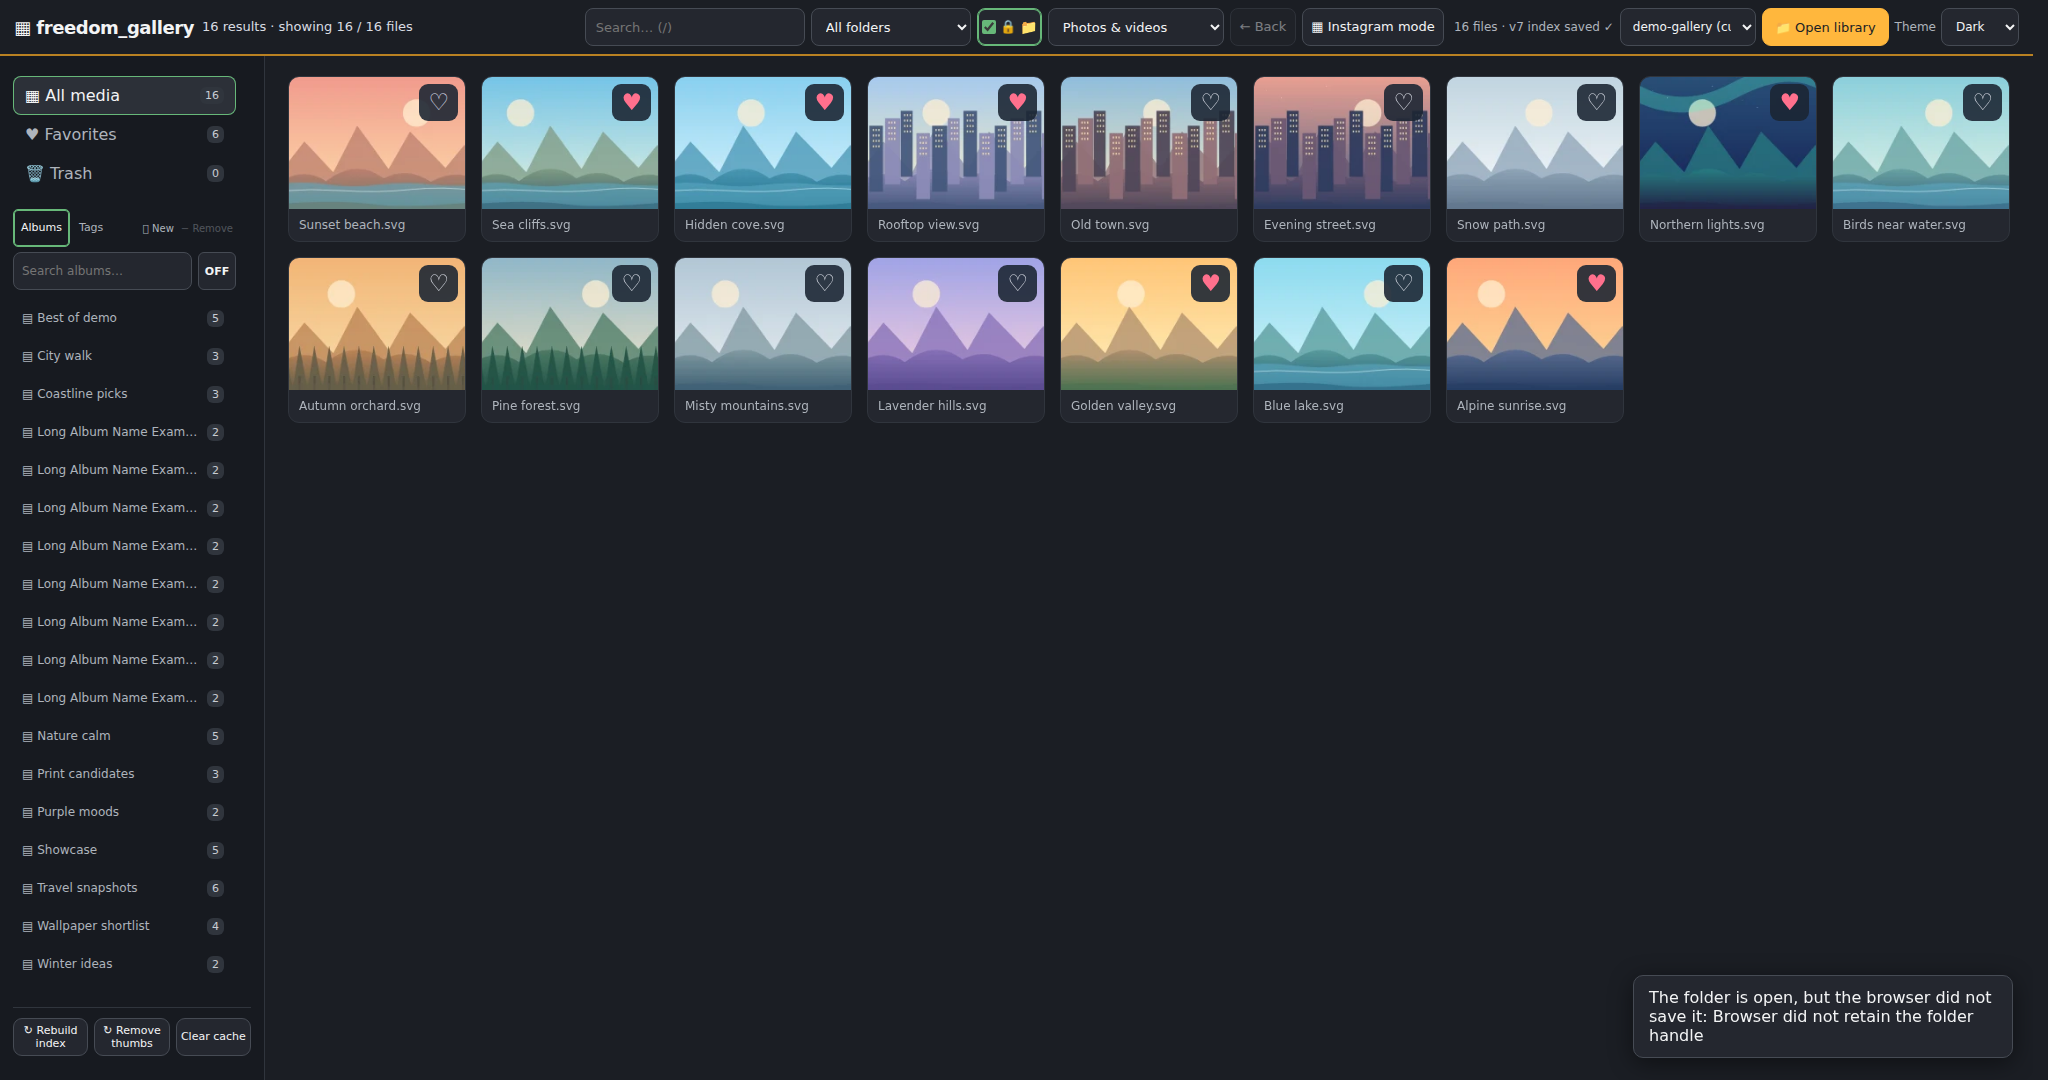 ▦ freedom_gallery 16 results · showing 16 / 16 files
Search… (/)
All folders
Photos & videos
← Back
▦ Instagram mode
16 files · v7 index saved ✓
demo-gallery (cu
Open library
Theme
Dark
▦ All media 16
♥ Favorites 6
Trash 0
Albums
Tags
New
− Remove
Search albums…
OFF
Best of demo 5
City walk 3
Coastline picks 3
Long Album Name Exam… 2
Long Album Name Exam… 2
Long Album Name Exam… 2
Long Album Name Exam… 2
Long Album Name Exam… 2
Long Album Name Exam… 2
Long Album Name Exam… 2
Long Album Name Exam… 2
Nature calm 5
Print candidates 3
Purple moods 2
Showcase 5
Travel snapshots 6
Wallpaper shortlist 4
Winter ideas 2
↻ Rebuild
index
↻ Remove
thumbs
Clear cache
Sunset beach.svg
Sea cliffs.svg
Hidden cove.svg
Rooftop view.svg
Old town.svg
Evening street.svg
Snow path.svg
Northern lights.svg
Birds near water.svg
Autumn orchard.svg
Pine forest.svg
Misty mountains.svg
Lavender hills.svg
Golden valley.svg
Blue lake.svg
Alpine sunrise.svg
The folder is open, but the browser did not
save it: Browser did not retain the folder
handle